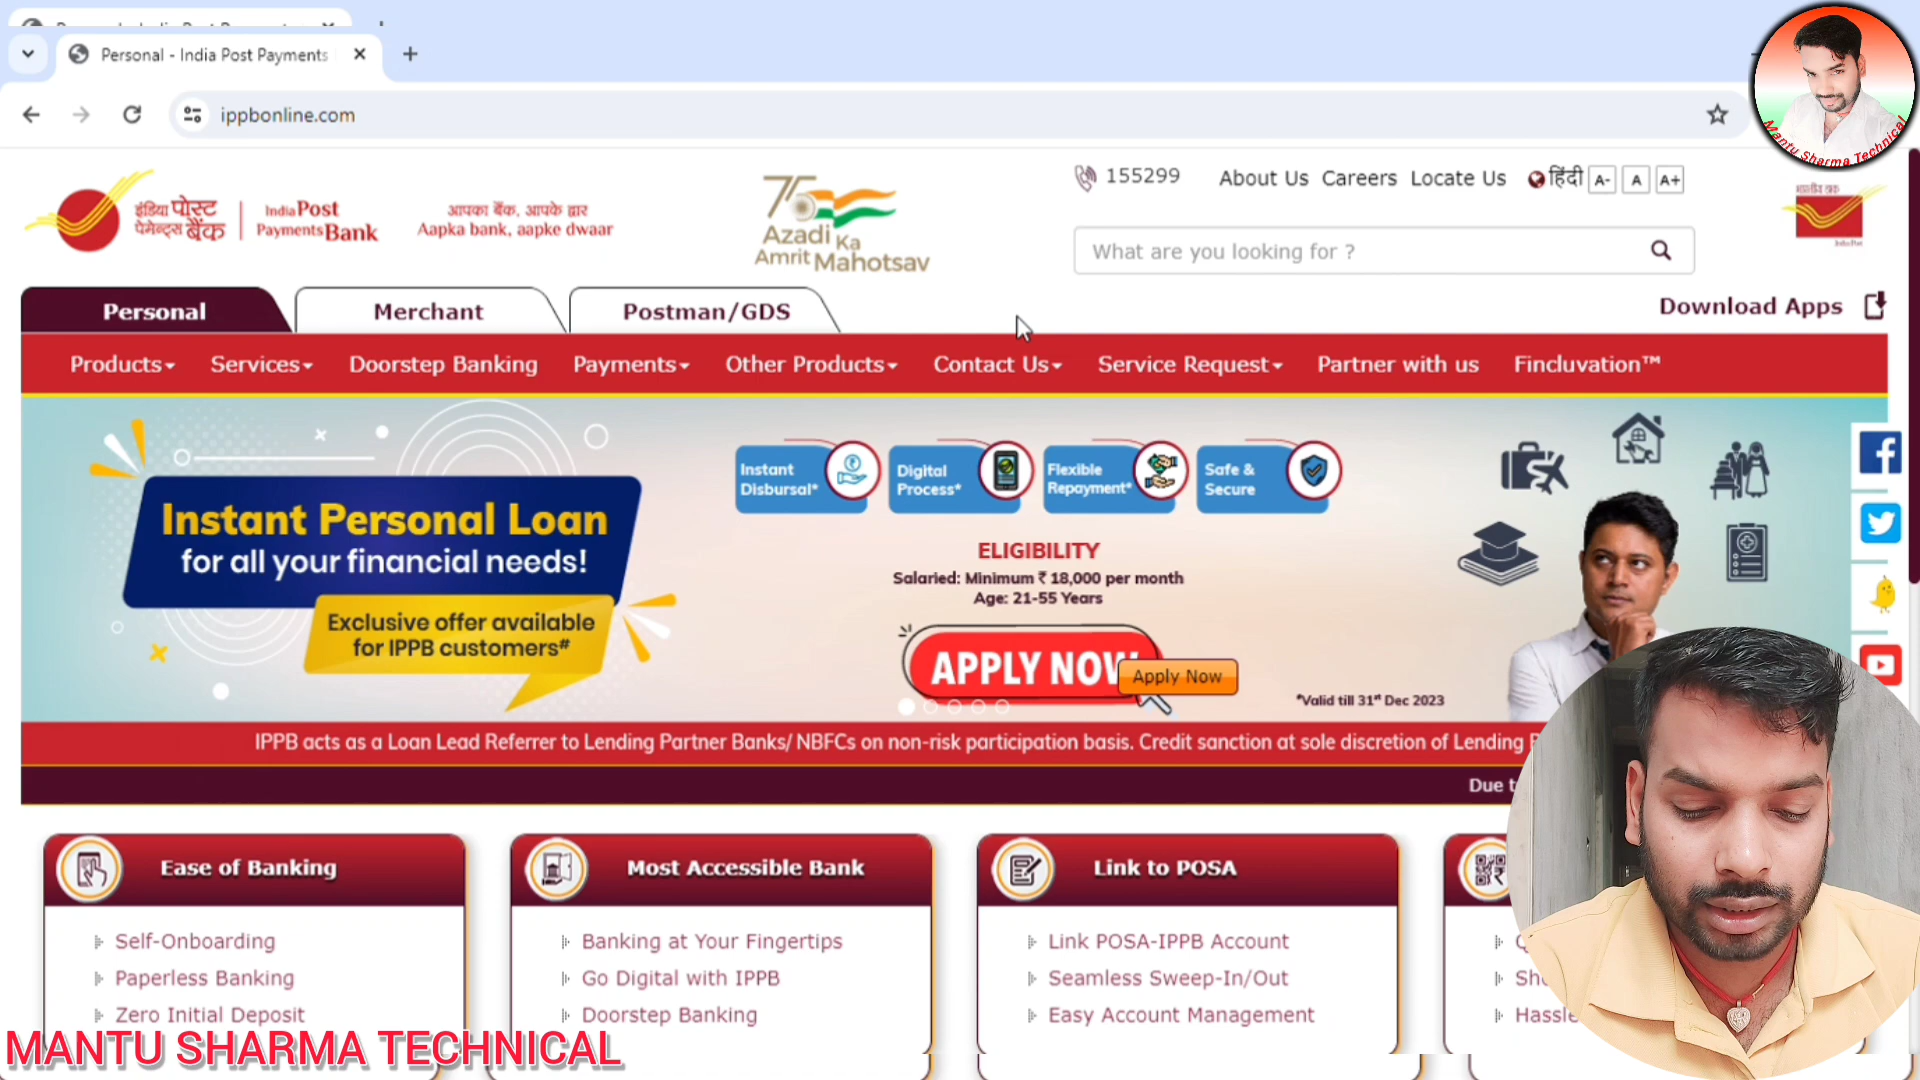 Personal - India Post Payments
ippbonline.com
Mantu Sharma Technical
इंडिया पोस्ट
पेमेन्ट्स बैंक
India Post
Payments Bank
आपका बैंक, आपके द्वार
Aapka bank, aapke dwaar
75
Azadi Ka
Amrit Mahotsav
155299
About Us
Careers
Locate Us
हिंदी
A-
A
A+
What are you looking for ?
Personal
Merchant
Postman/GDS
Download Apps
Products
Services
Doorstep Banking
Payments
Other Products
Contact Us
Service Request
Partner with us
Fincluvation™
Instant Personal Loan
for all your financial needs!
Exclusive offer available
for IPPB customers#
Instant
Disbursal*
Digital
Process*
Flexible
Repayment*
Safe &
Secure
ELIGIBILITY
Salaried: Minimum ₹ 18,000 per month
Age: 21-55 Years
APPLY NOW
Apply Now
*Valid till 31st Dec 2023
IPPB acts as a Loan Lead Referrer to Lending Partner Banks/ NBFCs on non-risk participation basis. Credit sanction at sole discretion of Lending
Due
Ease of Banking
Self-Onboarding
Paperless Banking
Zero Initial Deposit
Most Accessible Bank
Banking at Your Fingertips
Go Digital with IPPB
Doorstep Banking
Link to POSA
Link POSA-IPPB Account
Seamless Sweep-In/Out
Easy Account Management
MANTU SHARMA TECHNICAL